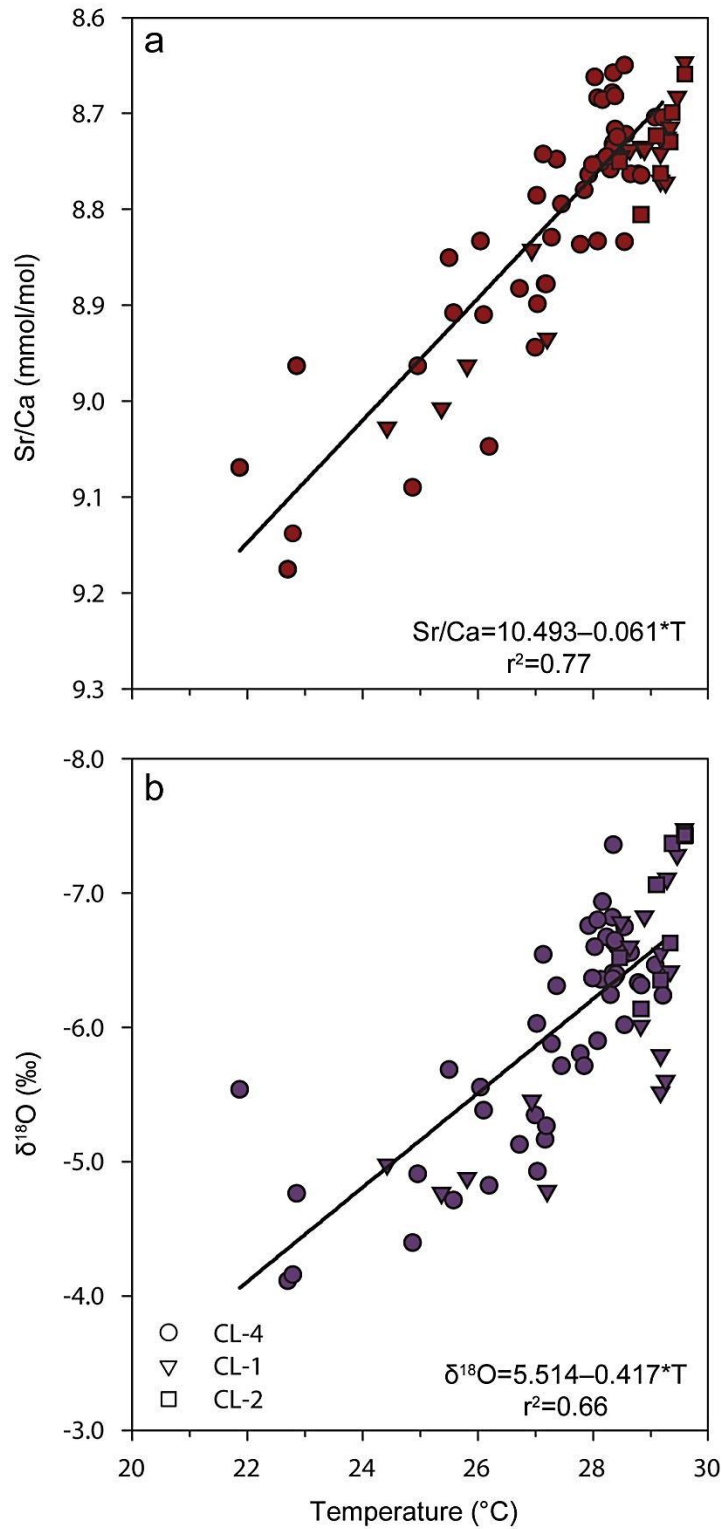 a
8.6
8.7
8.8
8.9
9.0
9.1
9.2
9.3
Sr/Ca (mmol/mol)
Sr/Ca=10.493–0.061*T
r²=0.77
b
-8.0
-7.0
-6.0
-5.0
-4.0
-3.0
δ¹⁸O (‰)
CL-4
CL-1
CL-2
δ¹⁸O=5.514–0.417*T
r²=0.66
20 22 24 26 28 30
Temperature (°C)